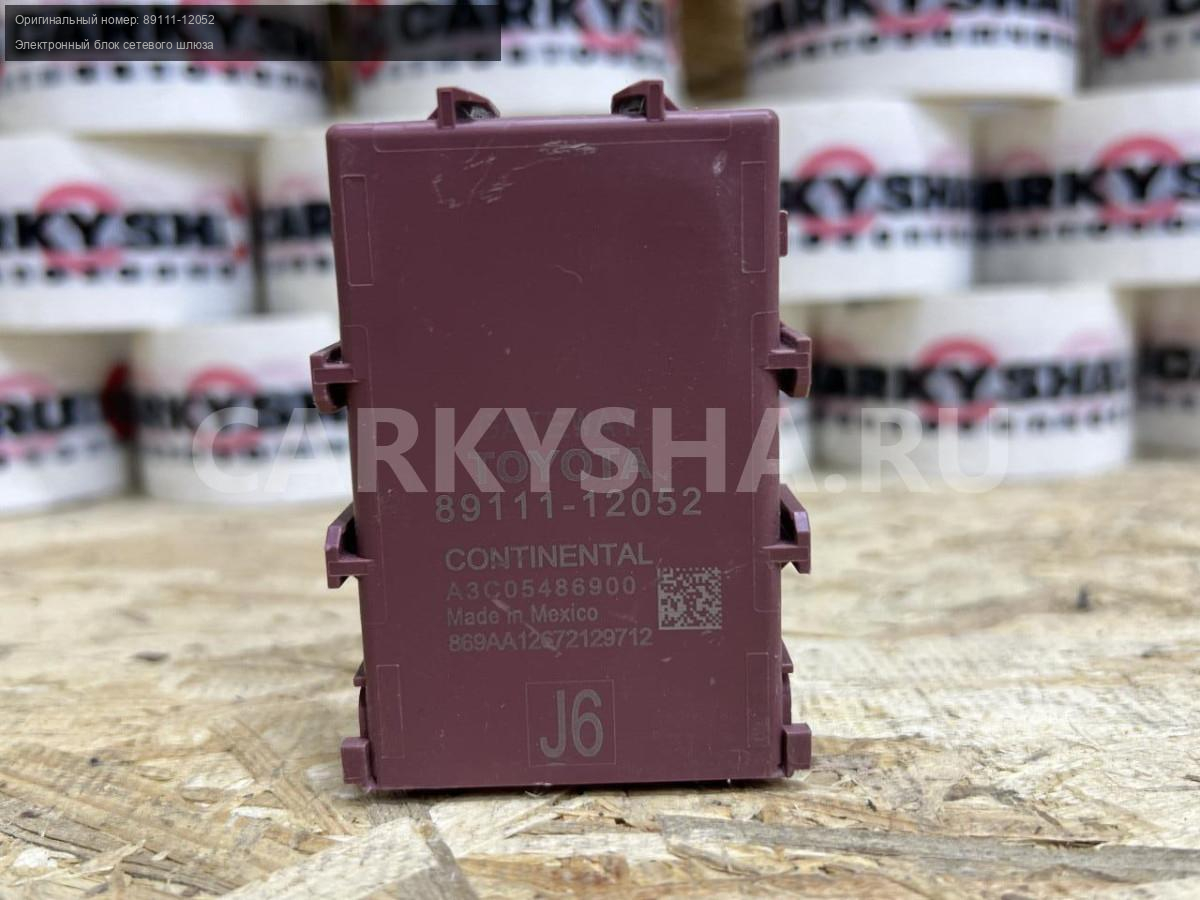 Оригинальный номер: 89111-12052
Электронный блок сетевого шлюза
CARKYSHA.RU
TOYOTA
89111-12052
CONTINENTAL
A3C05486900
Made in Mexico
869AA12672129712
J6